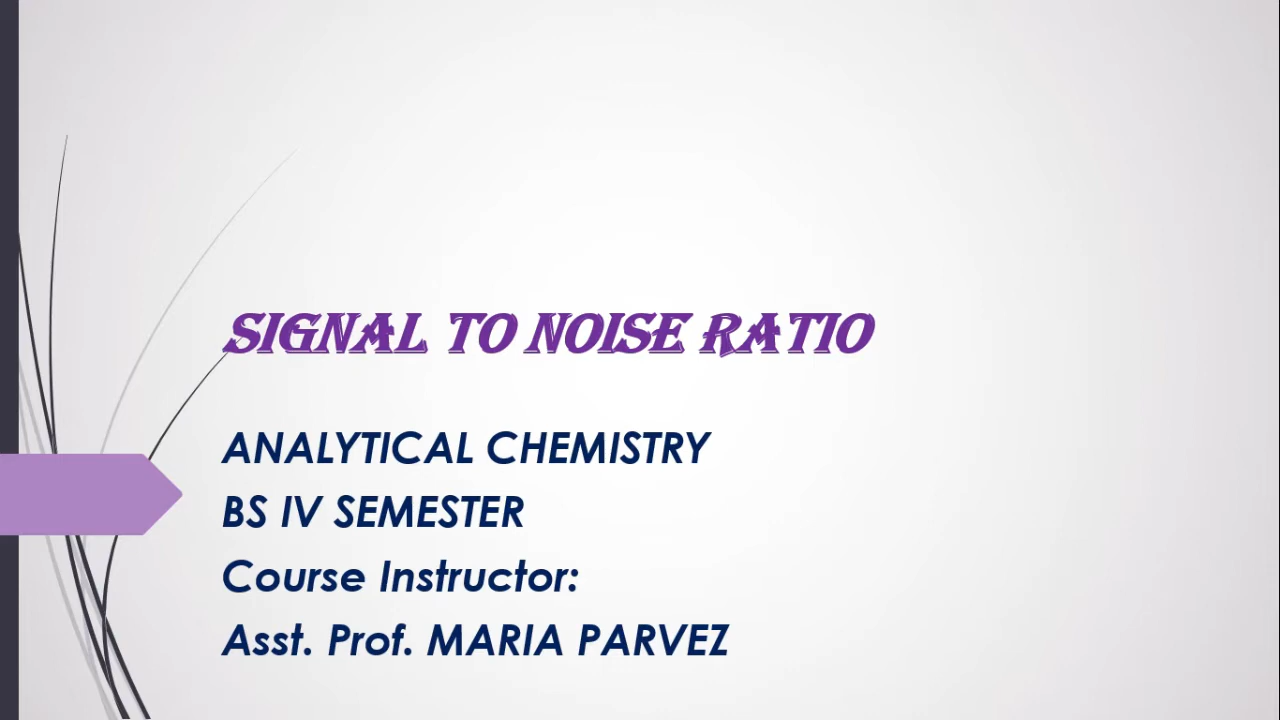 SIGNAL TO NOISE RATIO
ANALYTICAL CHEMISTRY
BS IV SEMESTER
Course Instructor:
Asst. Prof. MARIA PARVEZ